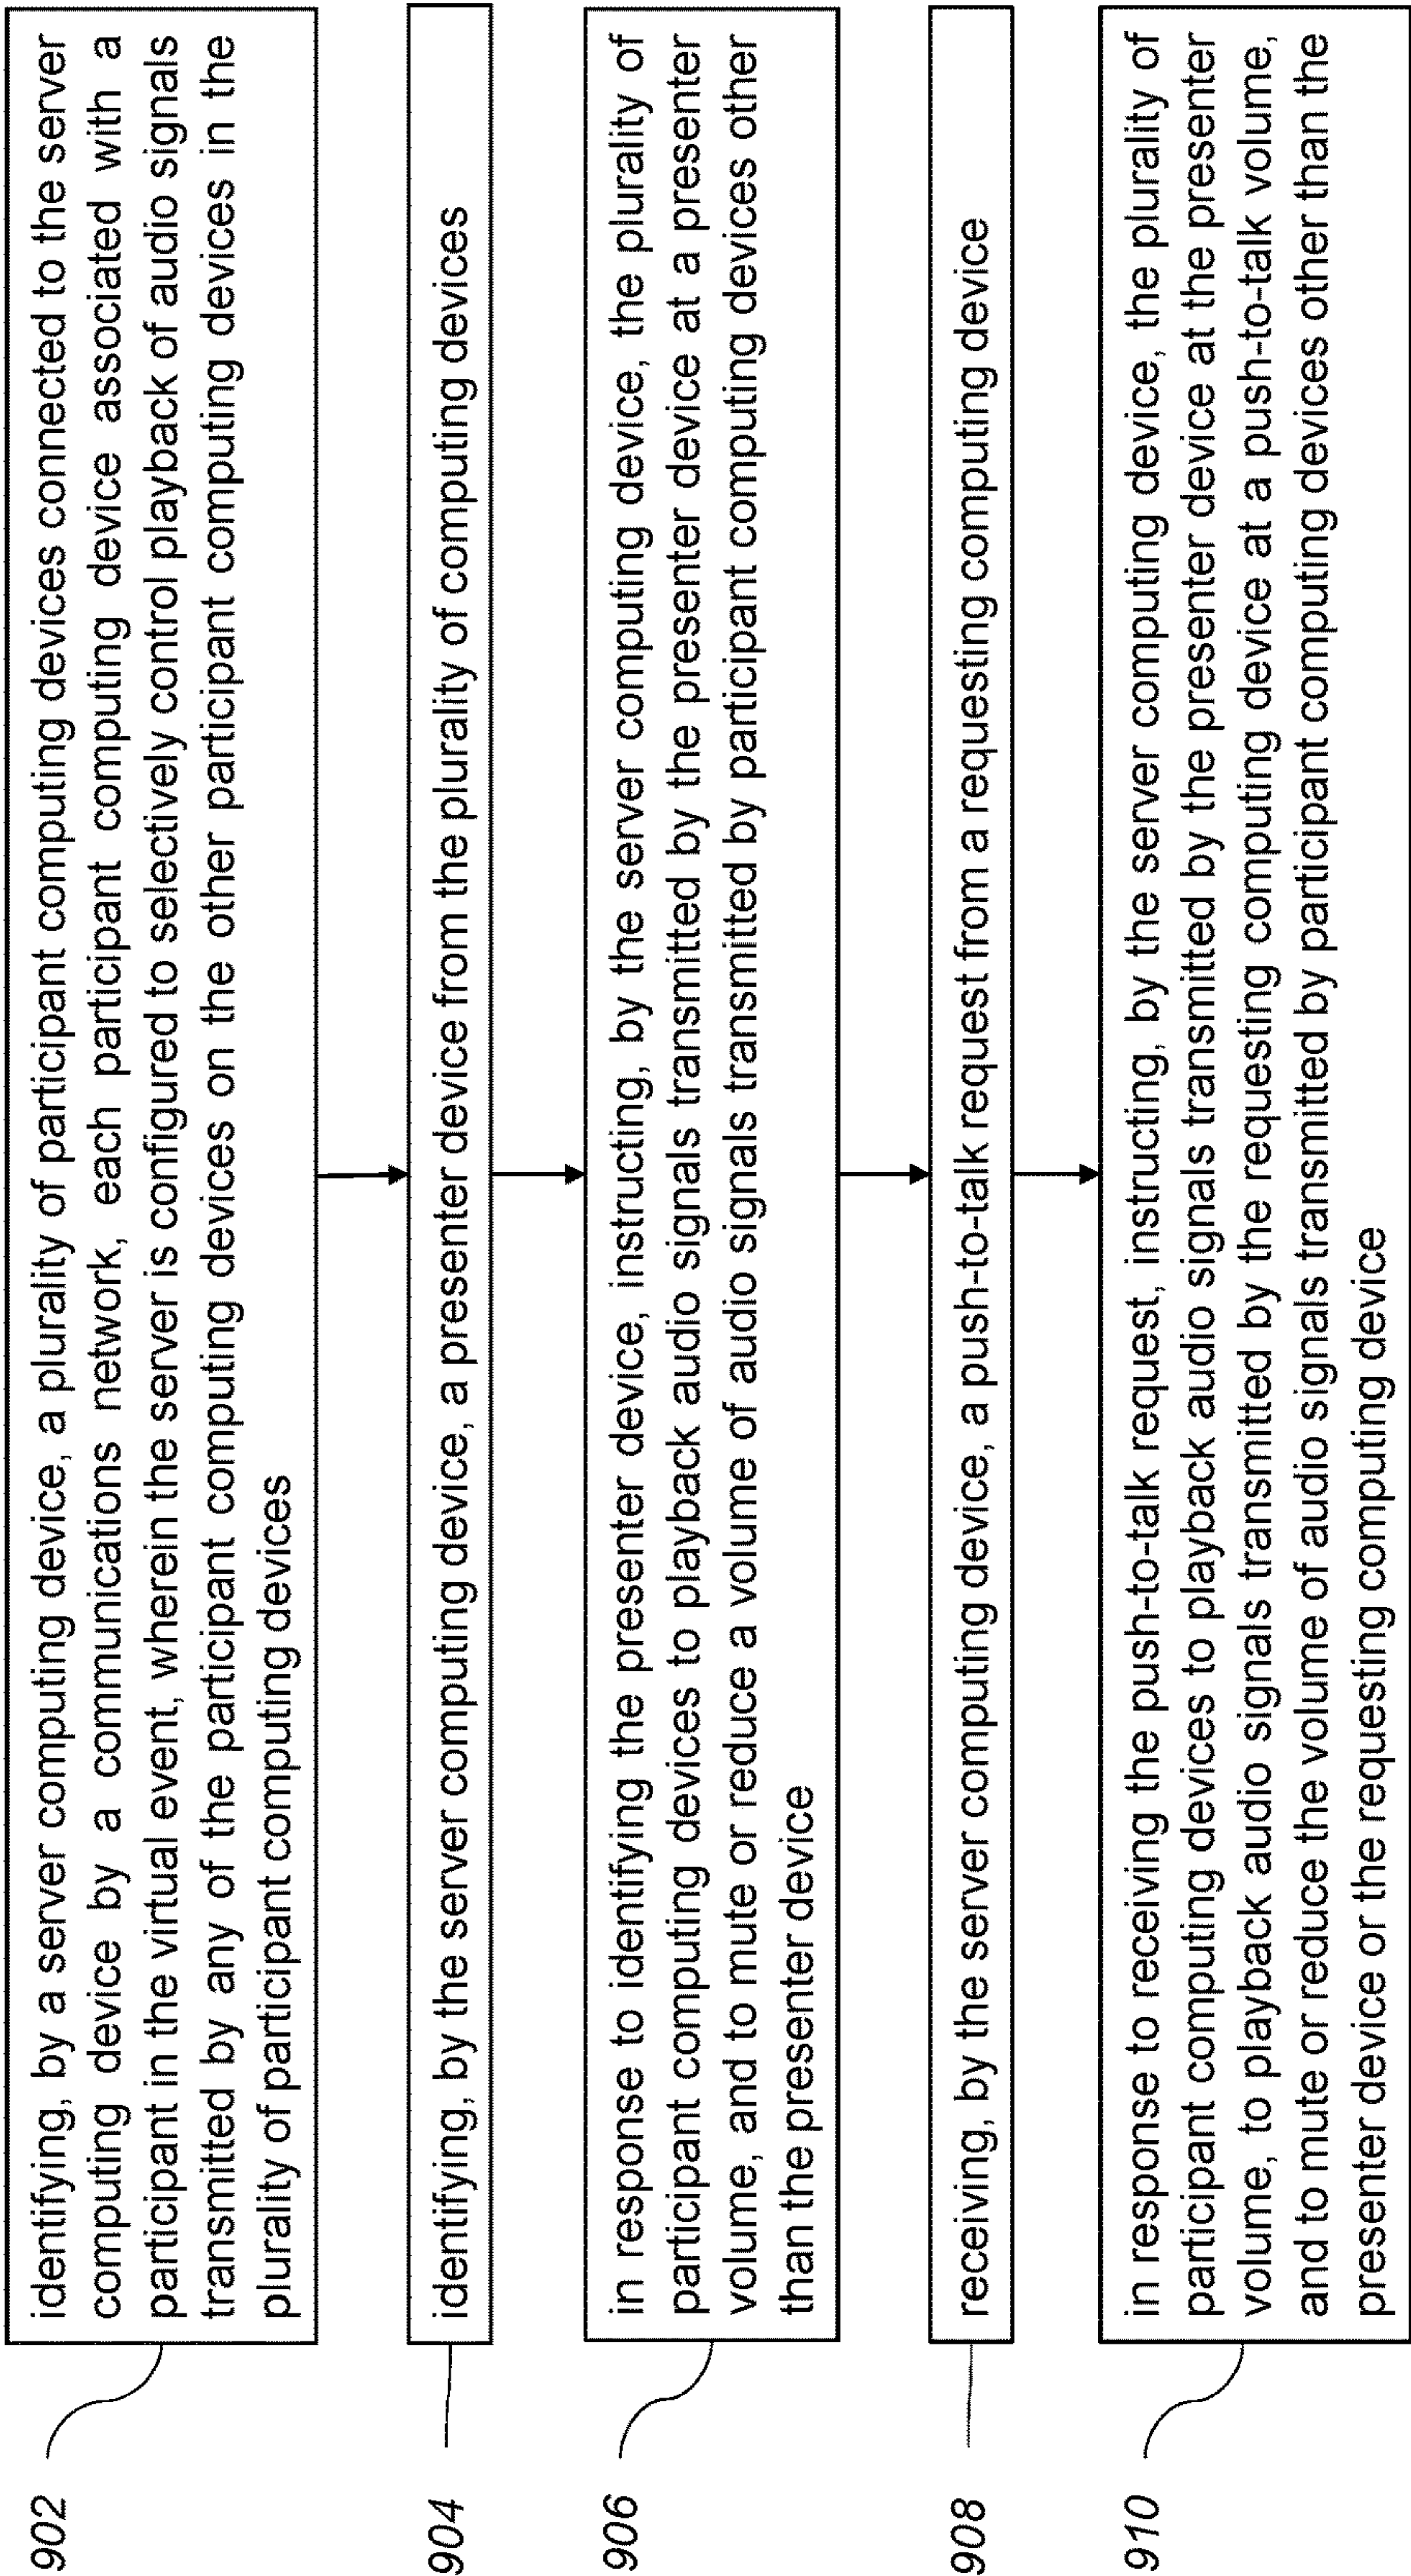 902
identifying, by a server computing device, a plurality of participant computing devices connected to the server
computing device by a communications network, each participant computing device associated with a
participant in the virtual event, wherein the server is configured to selectively control playback of audio signals
transmitted by any of the participant computing devices on the other participant computing devices in the
plurality of participant computing devices
904
identifying, by the server computing device, a presenter device from the plurality of computing devices
906
in response to identifying the presenter device, instructing, by the server computing device, the plurality of
participant computing devices to playback audio signals transmitted by the presenter device at a presenter
volume, and to mute or reduce a volume of audio signals transmitted by participant computing devices other
than the presenter device
908
receiving, by the server computing device, a push-to-talk request from a requesting computing device
910
in response to receiving the push-to-talk request, instructing, by the server computing device, the plurality of
participant computing devices to playback audio signals transmitted by the presenter device at the presenter
volume, to playback audio signals transmitted by the requesting computing device at a push-to-talk volume,
and to mute or reduce the volume of audio signals transmitted by participant computing devices other than the
presenter device or the requesting computing device